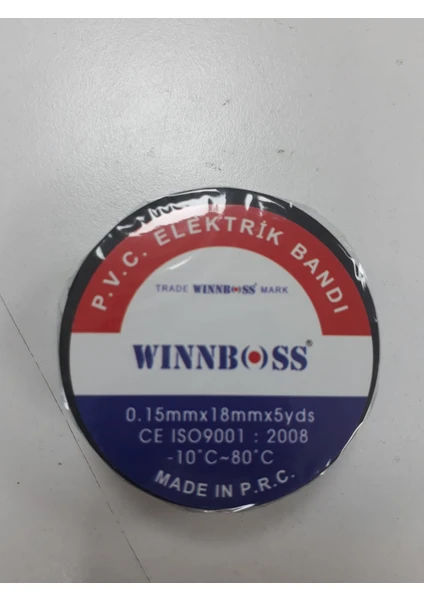 P.V.C. ELEKTRİK BANDI
TRADE WINNBOSS MARK
WINNBOSS®
0.15mmx18mmx5yds
CE ISO9001 : 2008
-10°C~80°C
MADE IN P.R.C.